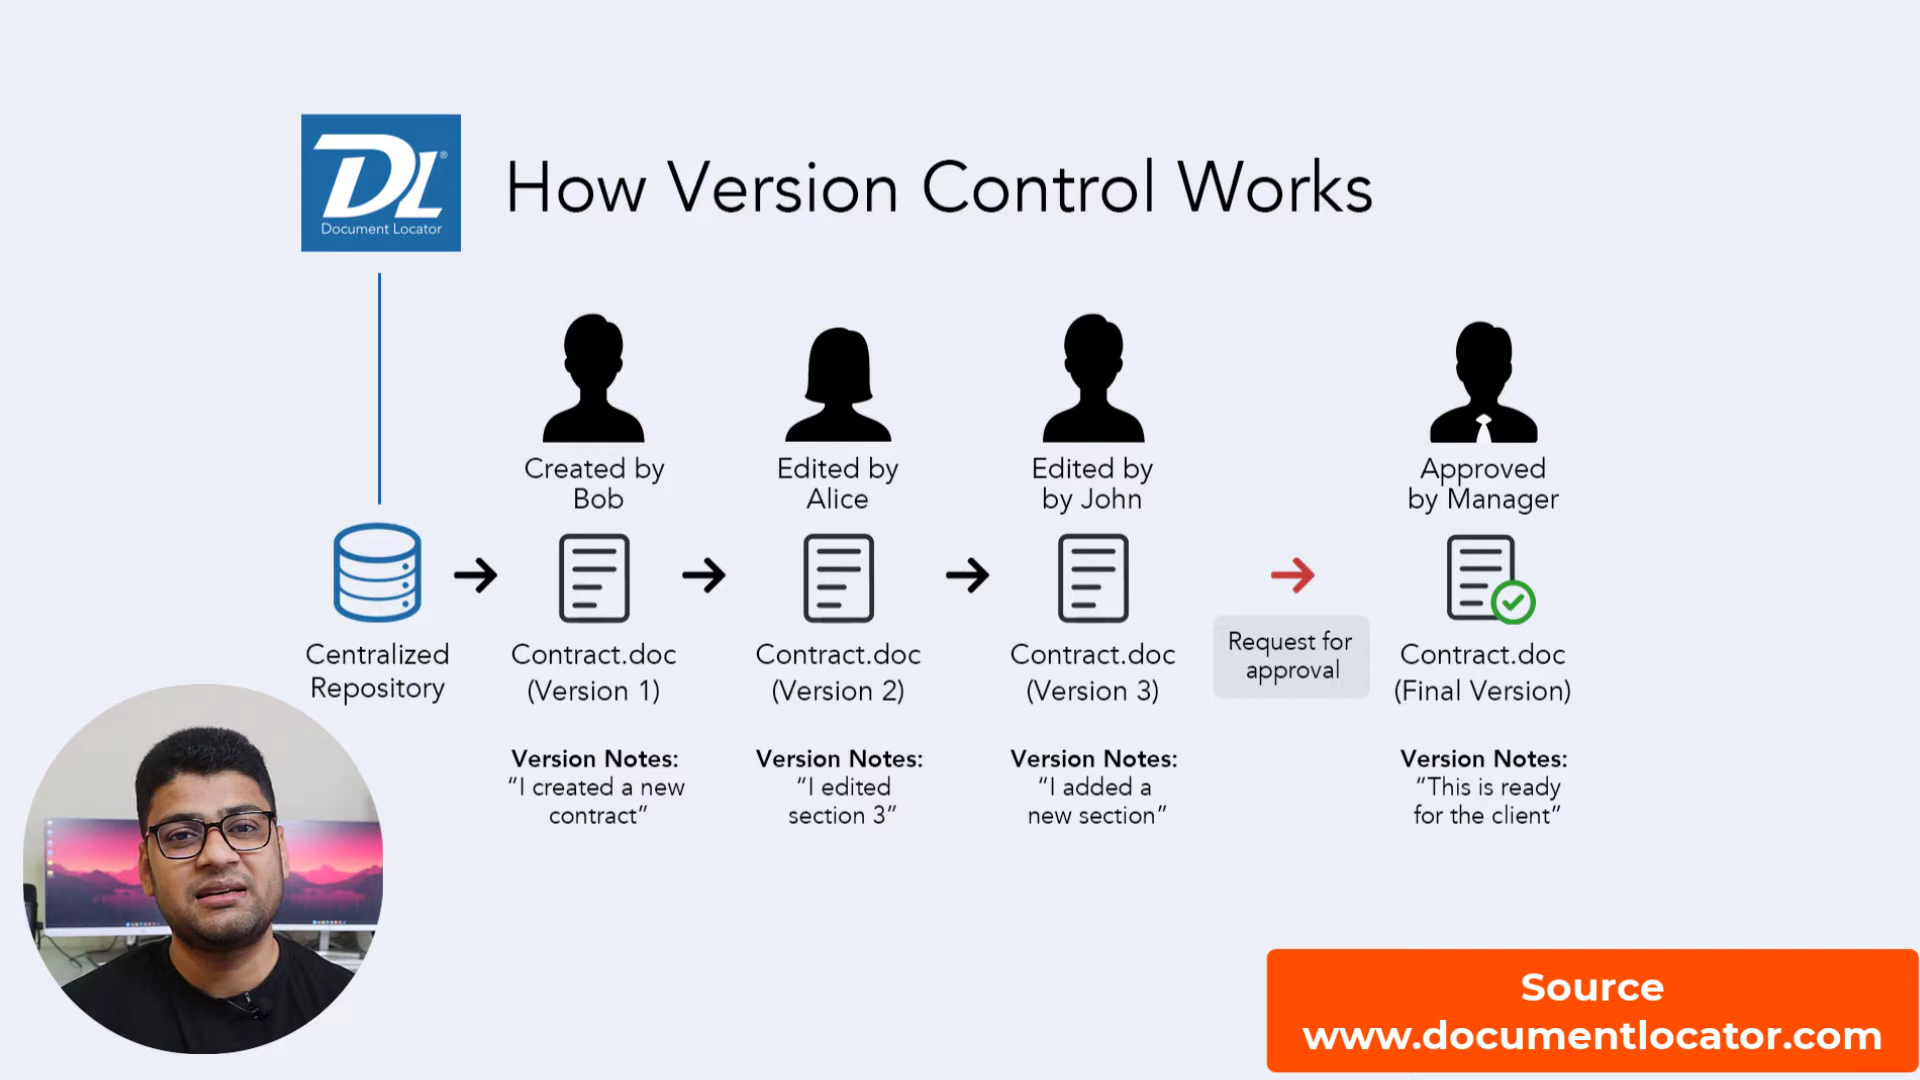 DL®
Document Locator
How Version Control Works
Created by
Bob
Edited by
Alice
Edited by
by John
Approved
by Manager
Centralized
Repository
Contract.doc
(Version 1)
Contract.doc
(Version 2)
Contract.doc
(Version 3)
Request for
approval
Contract.doc
(Final Version)
Version Notes:
“I created a new
contract”
Version Notes:
“I edited
section 3”
Version Notes:
“I added a
new section”
Version Notes:
“This is ready
for the client”
Source
www.documentlocator.com